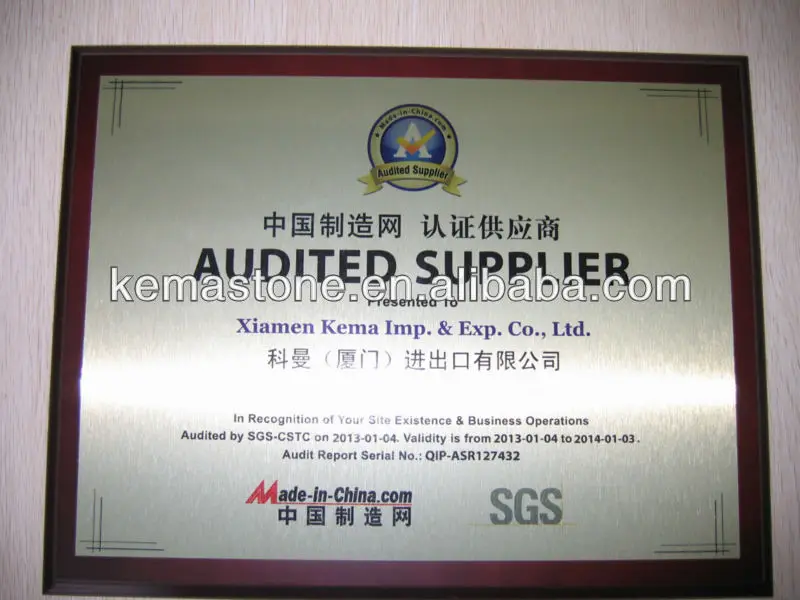 Made-in-China.com
Audited Supplier
中国制造网 认证供应商
AUDITED SUPPLIER
kemastone.en.alibaba.com
Presented To
Xiamen Kema Imp. & Exp. Co., Ltd.
科曼（厦门）进出口有限公司
In Recognition of Your Site Existence & Business Operations
Audited by SGS-CSTC on 2013-01-04. Validity is from 2013-01-04 to 2014-01-03.
Audit Report Serial No.: QIP-ASR127432
Made-in-China.com
中国制造网
SGS